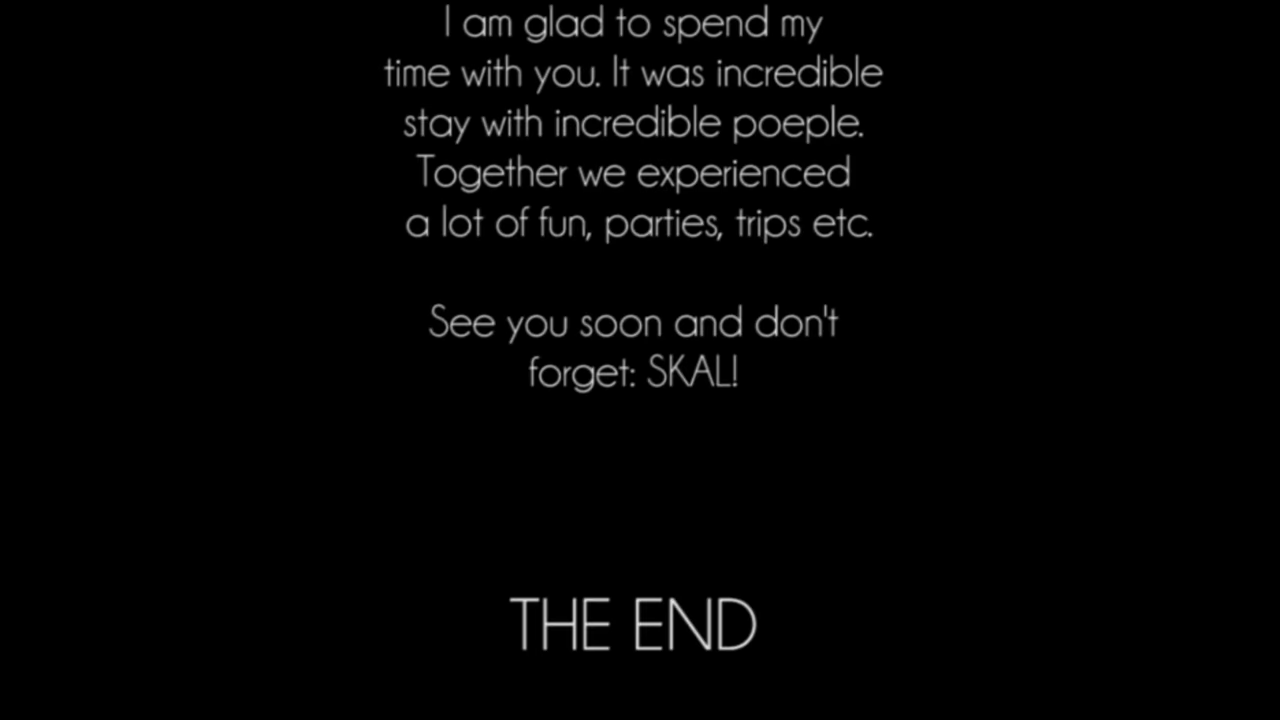 I am glad to spend my
time with you. It was incredible
stay with incredible poeple.
Together we experienced
a lot of fun, parties, trips etc.
See you soon and don't
forget: SKAL!
THE END